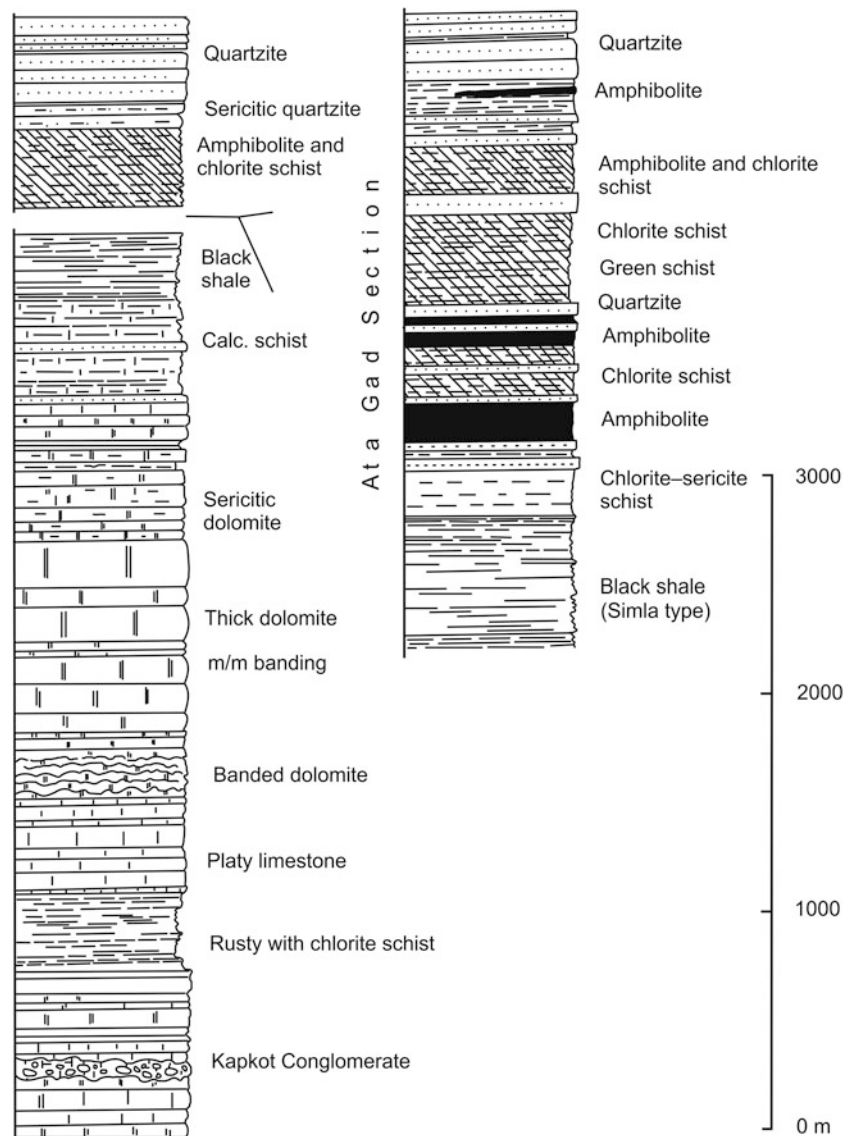 Quartzite
Sericitic quartzite
Amphibolite and
chlorite schist
Black
shale
Calc. schist
Sericitic
dolomite
Thick dolomite
m/m banding
Banded dolomite
Platy limestone
Rusty with chlorite schist
Kapkot Conglomerate
Ata Gad Section
Quartzite
Amphibolite
Amphibolite and chlorite
schist
Chlorite schist
Green schist
Quartzite
Amphibolite
Chlorite schist
Amphibolite
Chlorite–sericite
schist
Black shale
(Simla type)
3000
2000
1000
0 m